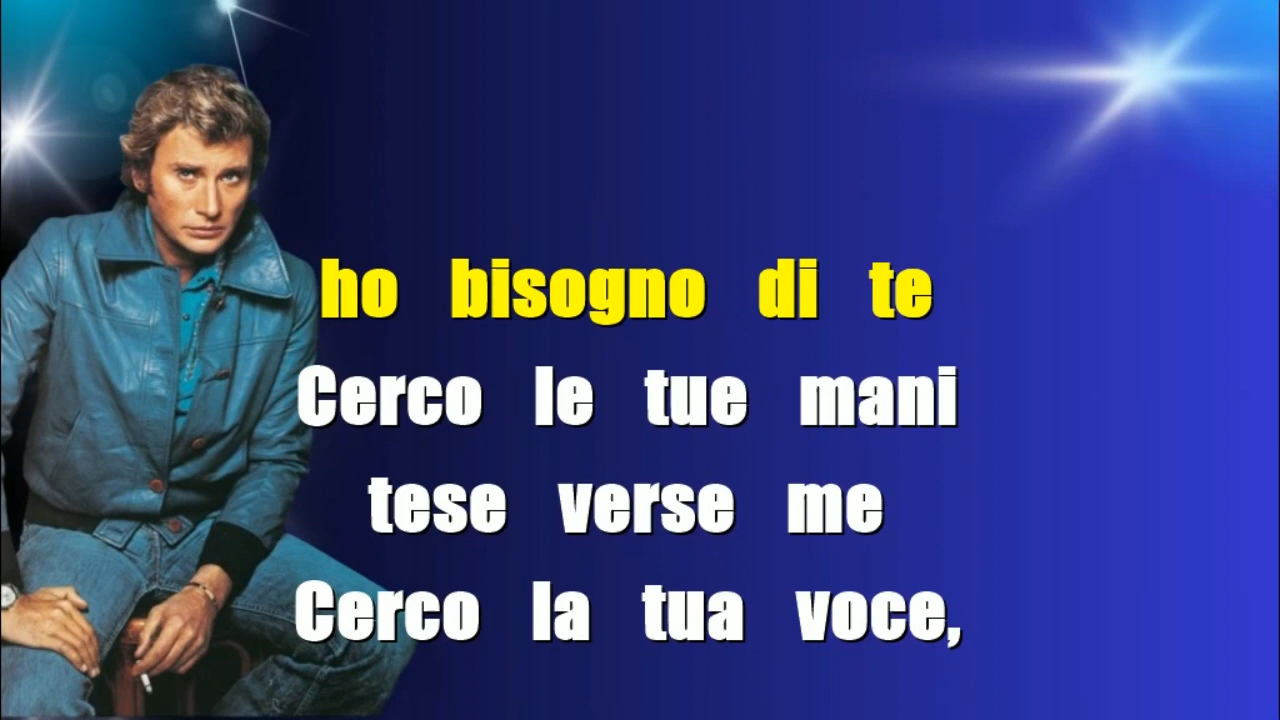 ho bisogno di te
Cerco le tue mani
tese verse me
Cerco la tua voce,